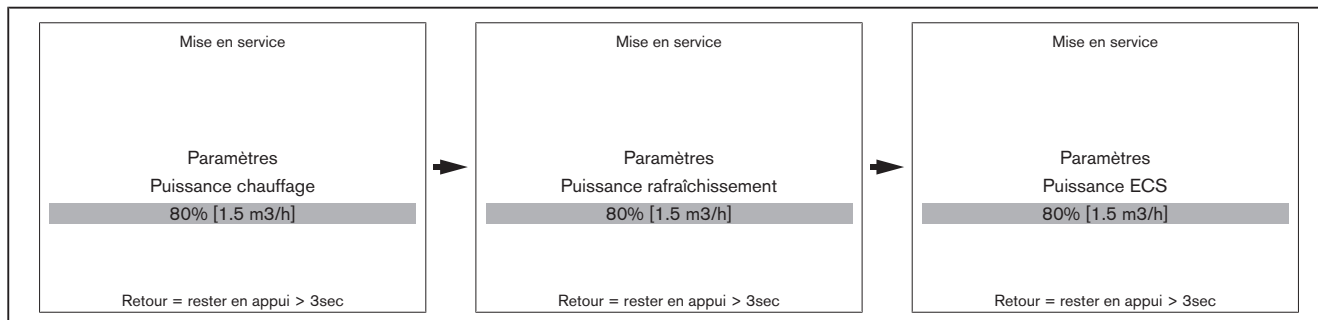 Mise en service
Paramètres
Puissance chauffage
80% [1.5 m3/h]
Retour = rester en appui > 3sec
Mise en service
Paramètres
Puissance rafraîchissement
80% [1.5 m3/h]
Retour = rester en appui > 3sec
Mise en service
Paramètres
Puissance ECS
80% [1.5 m3/h]
Retour = rester en appui > 3sec